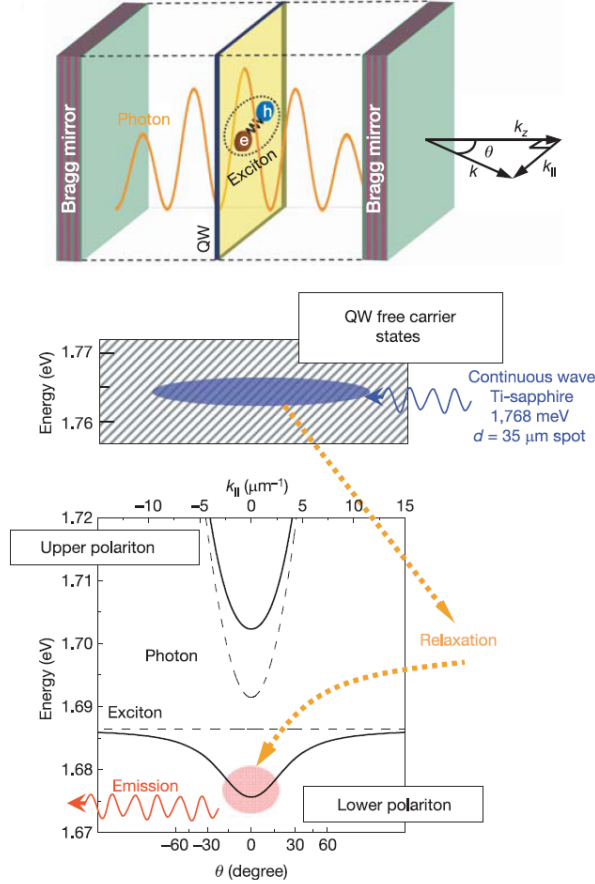 Bragg mirror
Photon
e
h
Exciton
QW
Bragg mirror
k_z
θ
k
k_II
QW free carrier
states
Energy (eV)
1.77
1.76
Continuous wave
Ti-sapphire
1,768 meV
d = 35 μm spot
k_II (μm⁻¹)
−10 −5 0 5 10 15
Energy (eV)
1.72
1.71
1.70
1.69
1.68
1.67
Upper polariton
Photon
Relaxation
Exciton
Emission
Lower polariton
−60 −30 0 30 60
θ (degree)